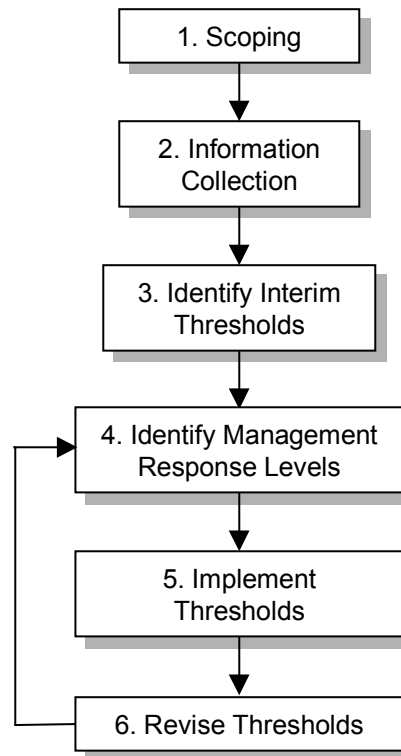 1. Scoping
2. Information
Collection
3. Identify Interim
Thresholds
4. Identify Management
Response Levels
5. Implement
Thresholds
6. Revise Thresholds